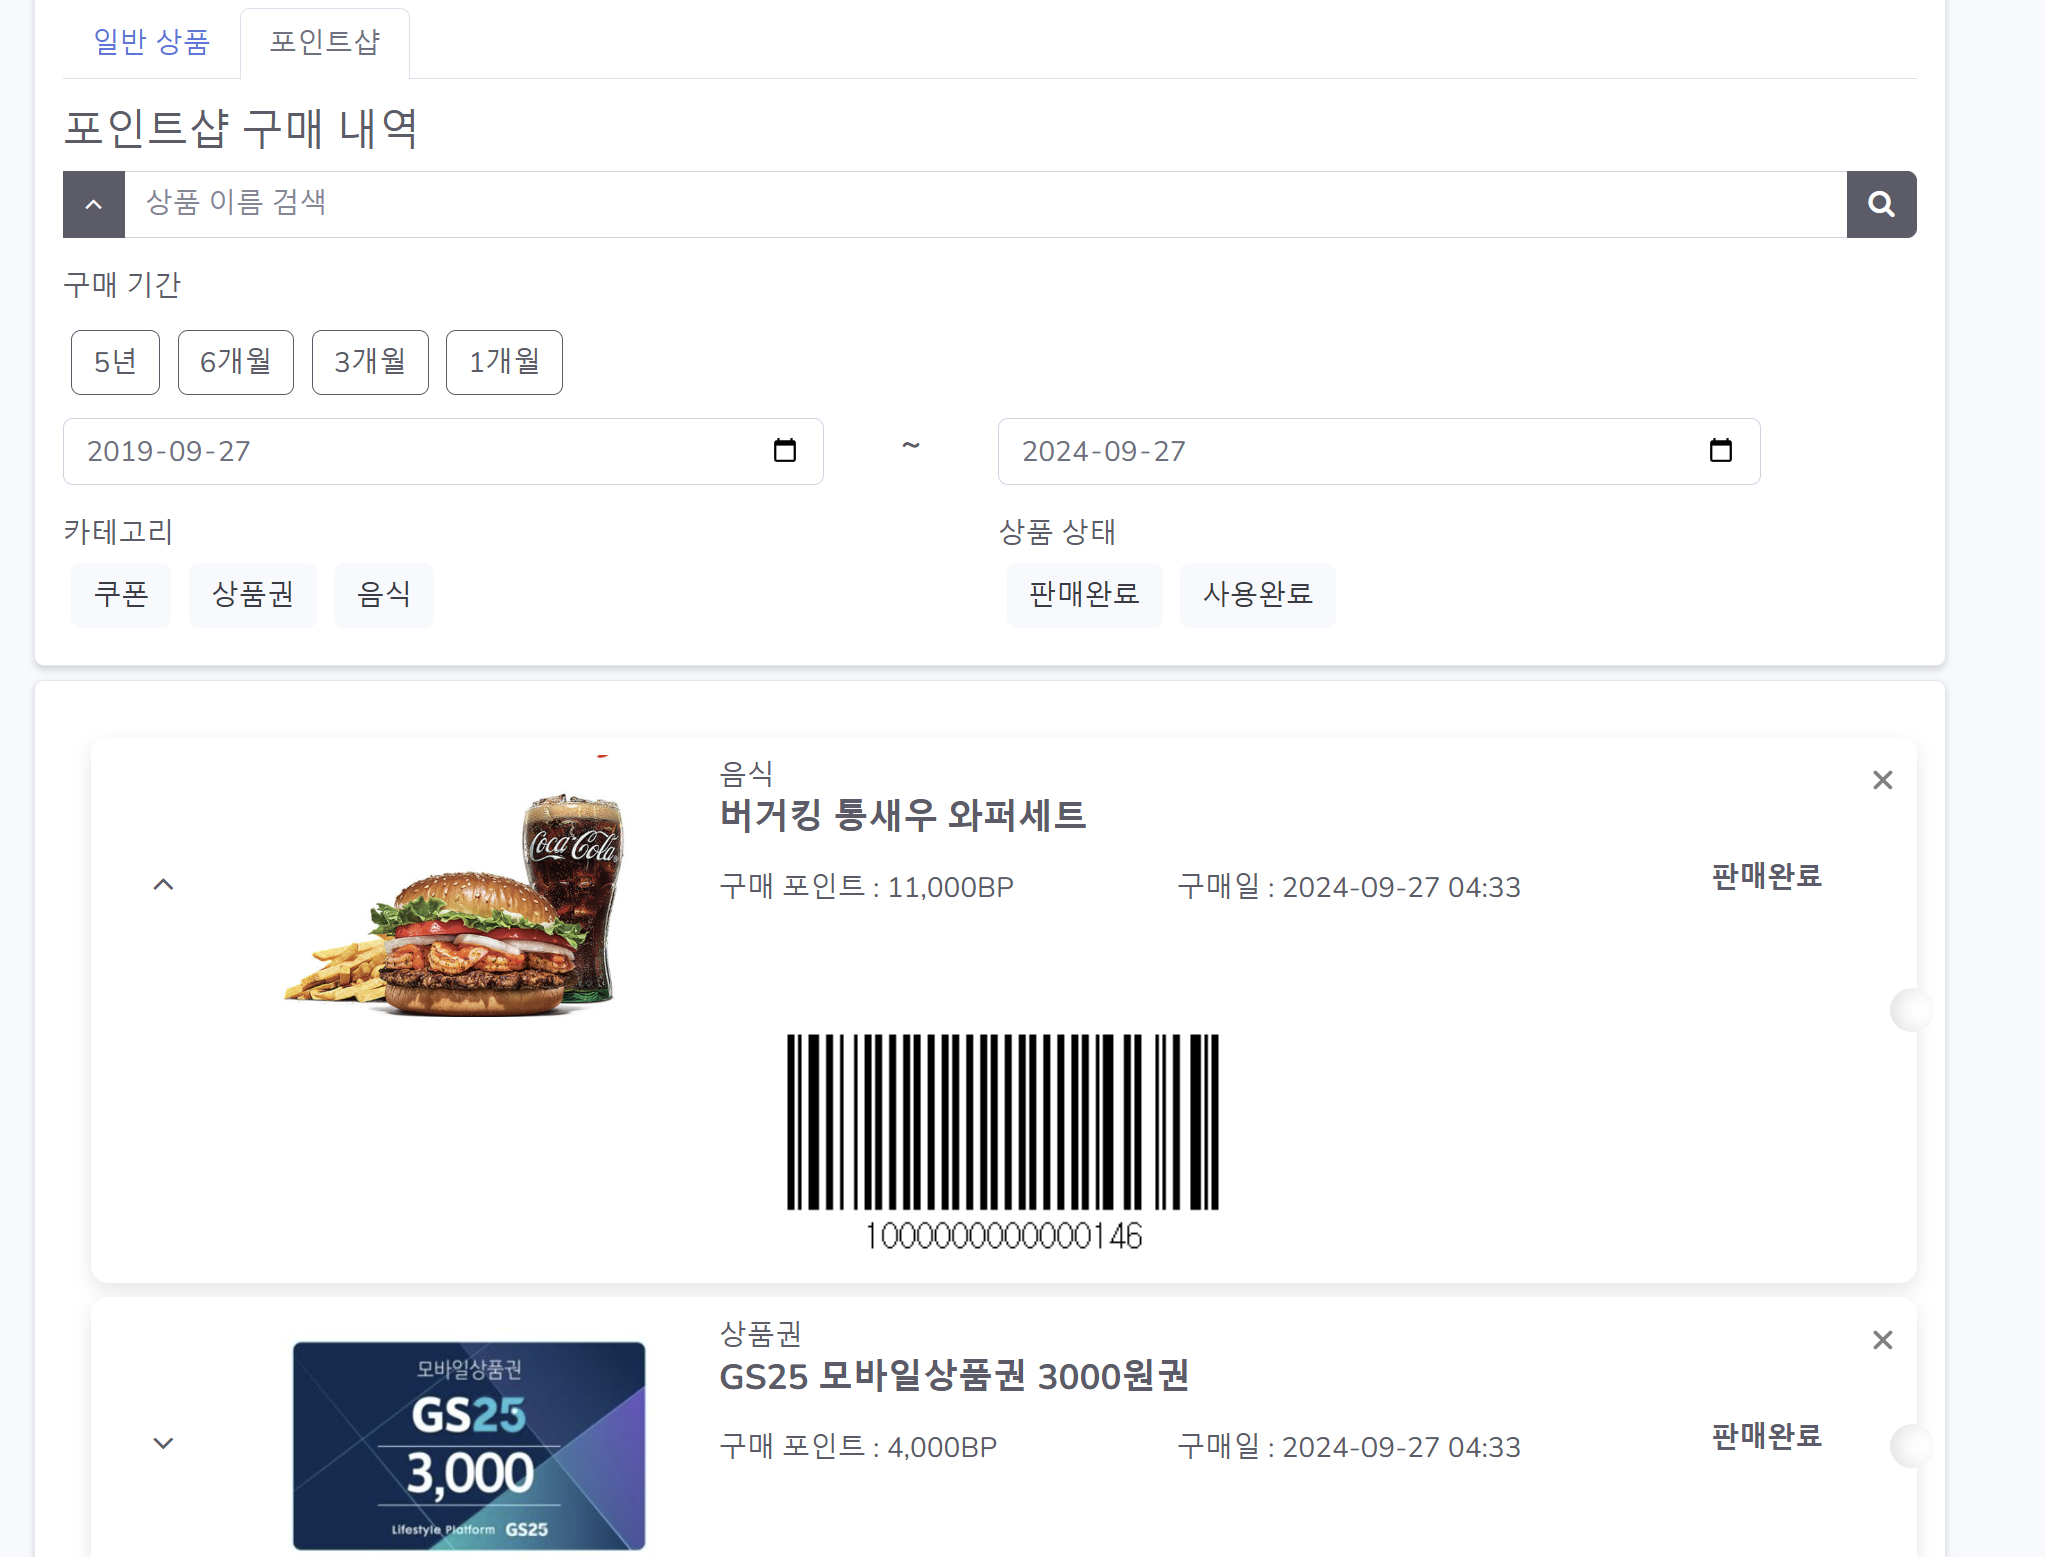 일반 상품
포인트샵
포인트샵 구매 내역
상품 이름 검색
구매 기간
5년
6개월
3개월
1개월
2019-09-27 ~ 2024-09-27
카테고리
상품 상태
쿠폰
상품권
음식
판매완료
사용완료
음식
버거킹 통새우 와퍼세트
구매 포인트 : 11,000BP
구매일 : 2024-09-27 04:33
판매완료
Coca-Cola
1000000000000146
상품권
GS25 모바일상품권 3000원권
구매 포인트 : 4,000BP
구매일 : 2024-09-27 04:33
판매완료
모바일상품권
GS25
3,000
Lifestyle Platform GS25